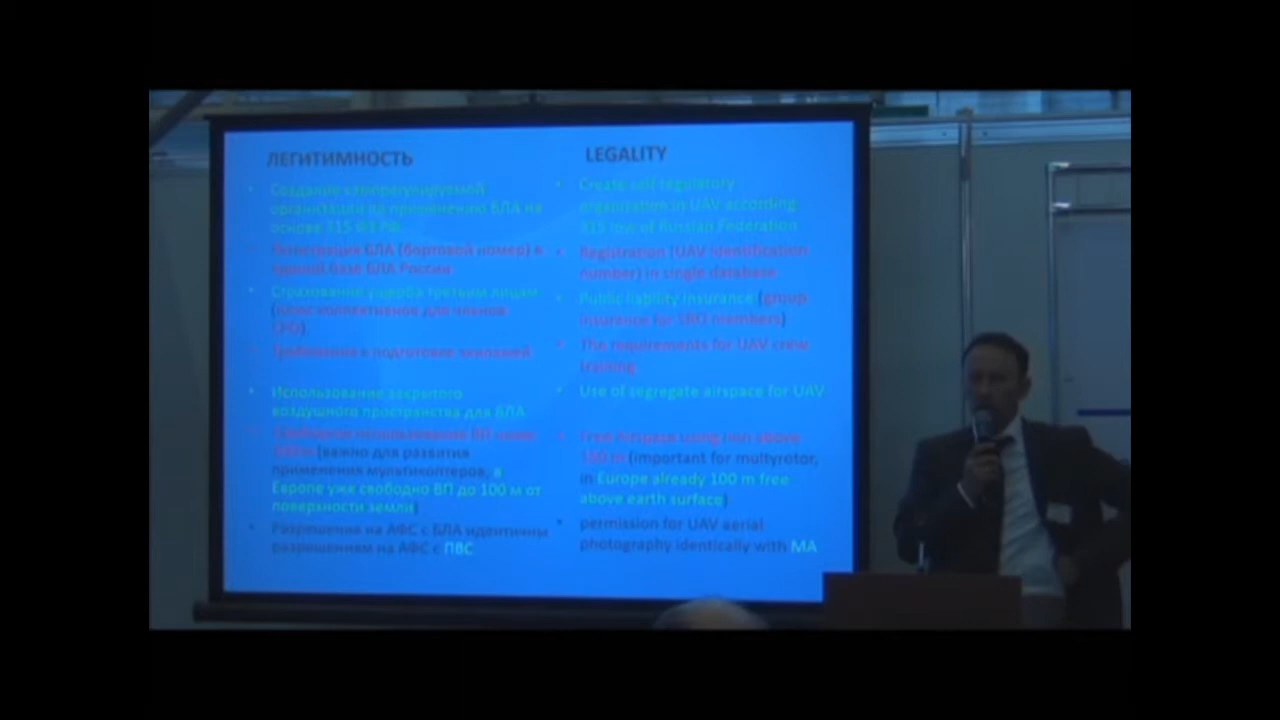 ЛЕГИТИМНОСТЬ
Создание саморегулируемой
организации по применению БЛА на
основе 315 ФЗ РФ
Регистрация БЛА (бортовой номер) в
единой базе БЛА России
Страхование ущерба третьим лицам
(плюс коллективное для членов
СРО)
Требования к подготовке экипажей
Использование закрытого
воздушного пространства для БЛА
Свободное использование ВП ниже
(важно для развития
применения мультикоптеров, в
Европе уже свободно ВП до 100 м от
поверхности земли)
Разрешения на АФС с БЛА идентичны
разрешениям на АФС с ПВС
LEGALITY
Create self regulatory
organization in UAV according
315 low of Russian Federation
Registration (UAV identification
number) in single database
Public liability insurance (group
insurance for SRO members)
The requirements for UAV crew
training
Use of segregate airspace for UAV
Free Airspase using non above
150 m (important for multyrotor,
in Europe already 100 m free
above earth surface)
permission for UAV aerial
photography identically with MA